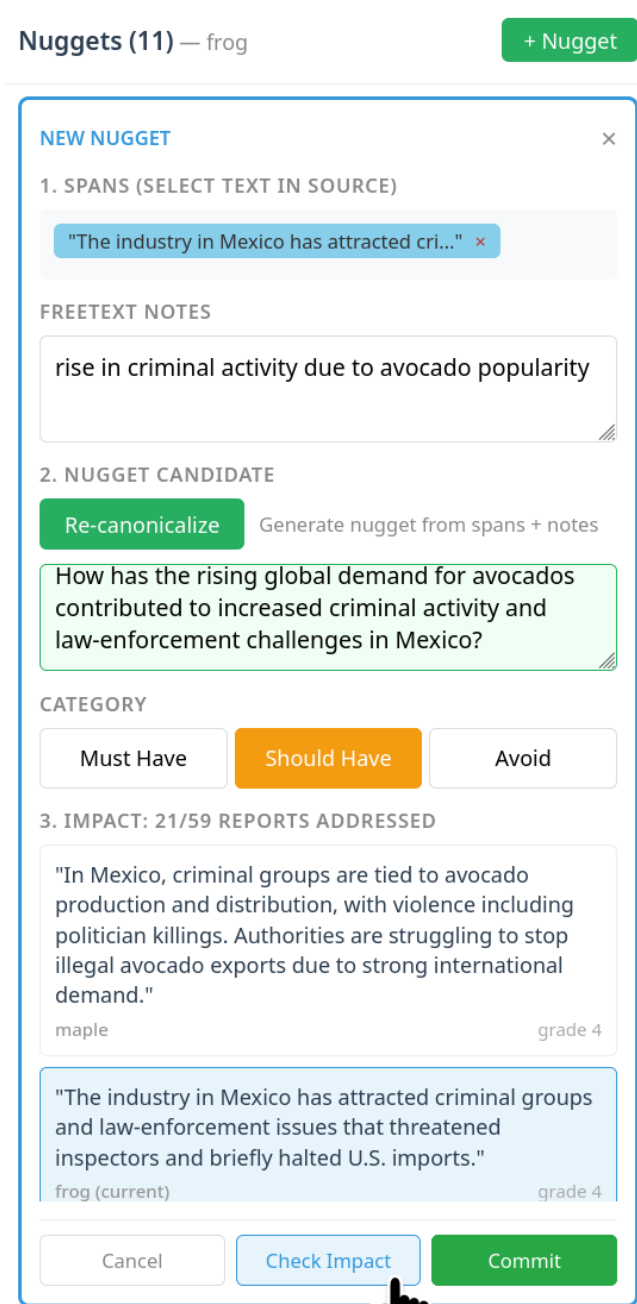 Nuggets (11) — frog
+ Nugget
NEW NUGGET
×
1. SPANS (SELECT TEXT IN SOURCE)
"The industry in Mexico has attracted cri..." ×
FREETEXT NOTES
rise in criminal activity due to avocado popularity
2. NUGGET CANDIDATE
Re-canonicalize
Generate nugget from spans + notes
How has the rising global demand for avocados
contributed to increased criminal activity and
law-enforcement challenges in Mexico?
CATEGORY
Must Have
Should Have
Avoid
3. IMPACT: 21/59 REPORTS ADDRESSED
"In Mexico, criminal groups are tied to avocado
production and distribution, with violence including
politician killings. Authorities are struggling to stop
illegal avocado exports due to strong international
demand."
maple
grade 4
"The industry in Mexico has attracted criminal groups
and law-enforcement issues that threatened
inspectors and briefly halted U.S. imports."
frog (current)
grade 4
Cancel
Check Impact
Commit